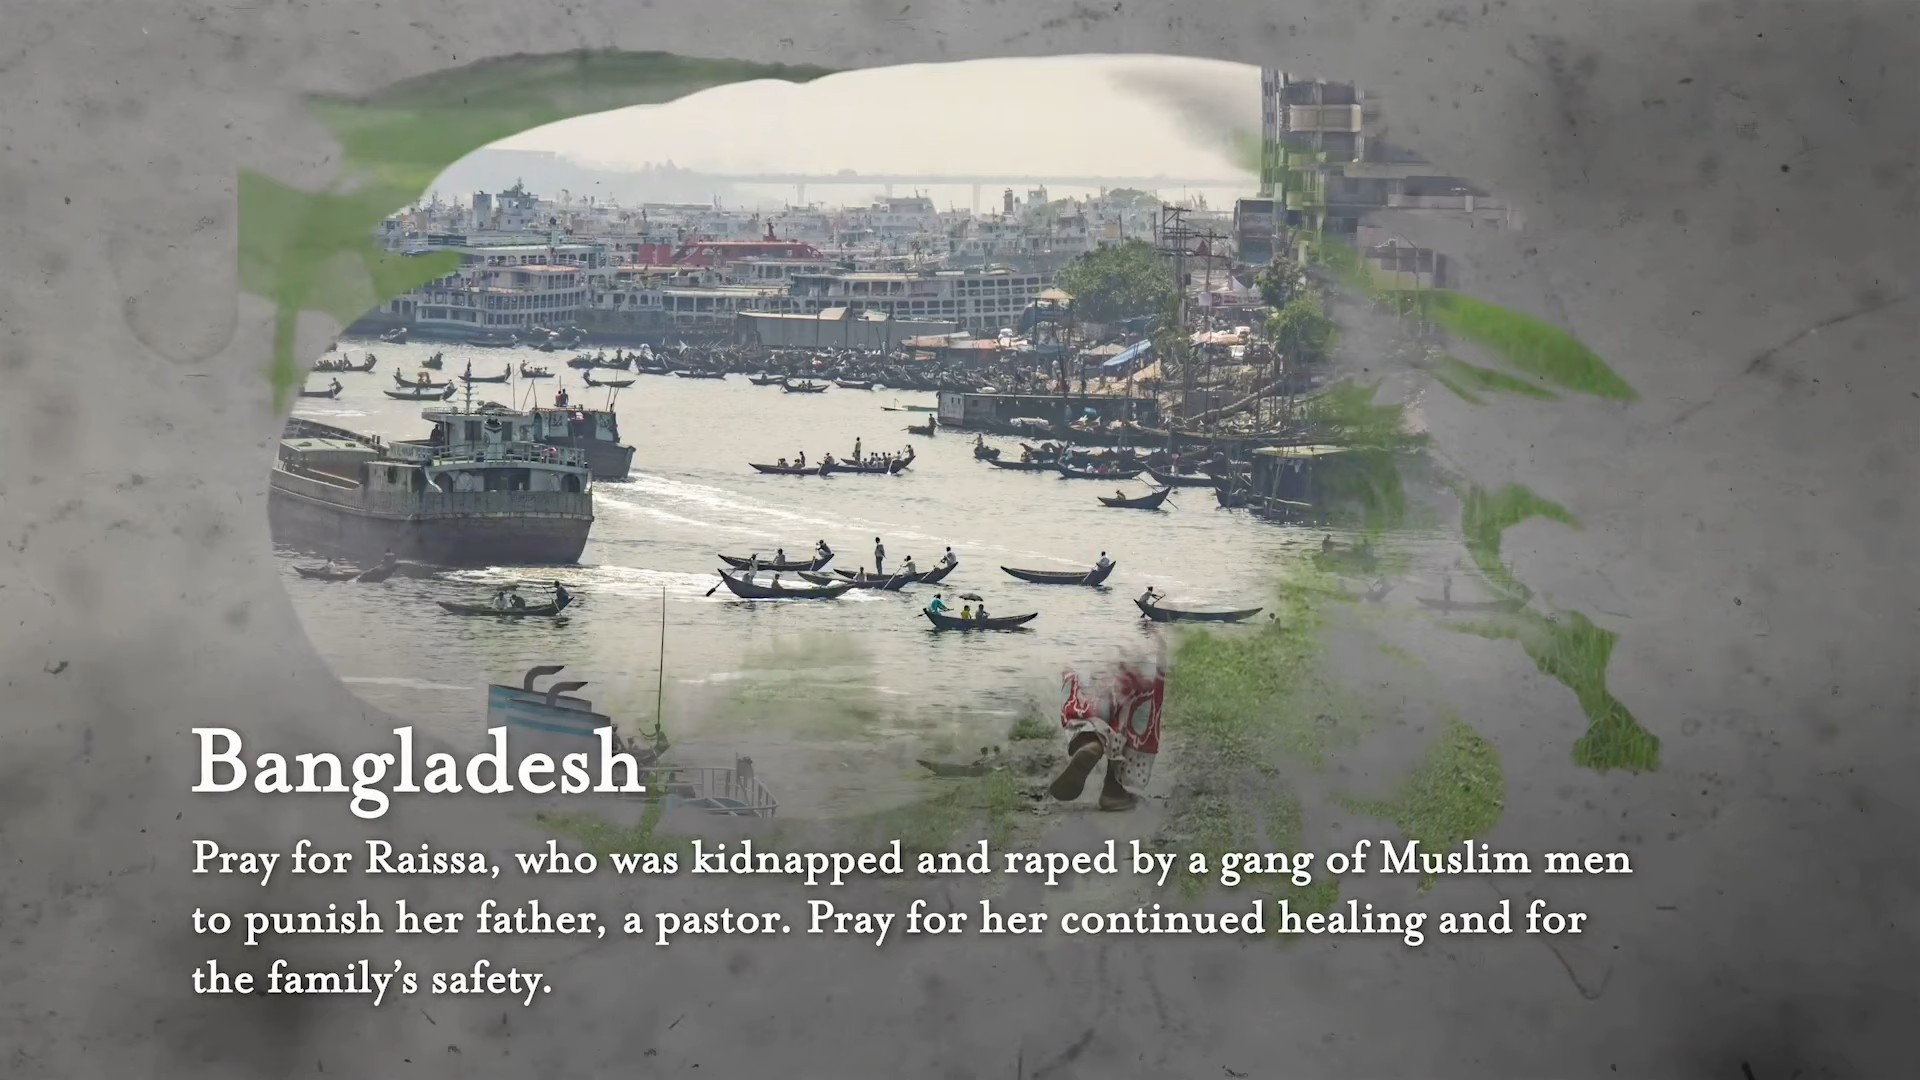 Bangladesh
Pray for Raissa, who was kidnapped and raped by a gang of Muslim men
to punish her father, a pastor. Pray for her continued healing and for
the family’s safety.